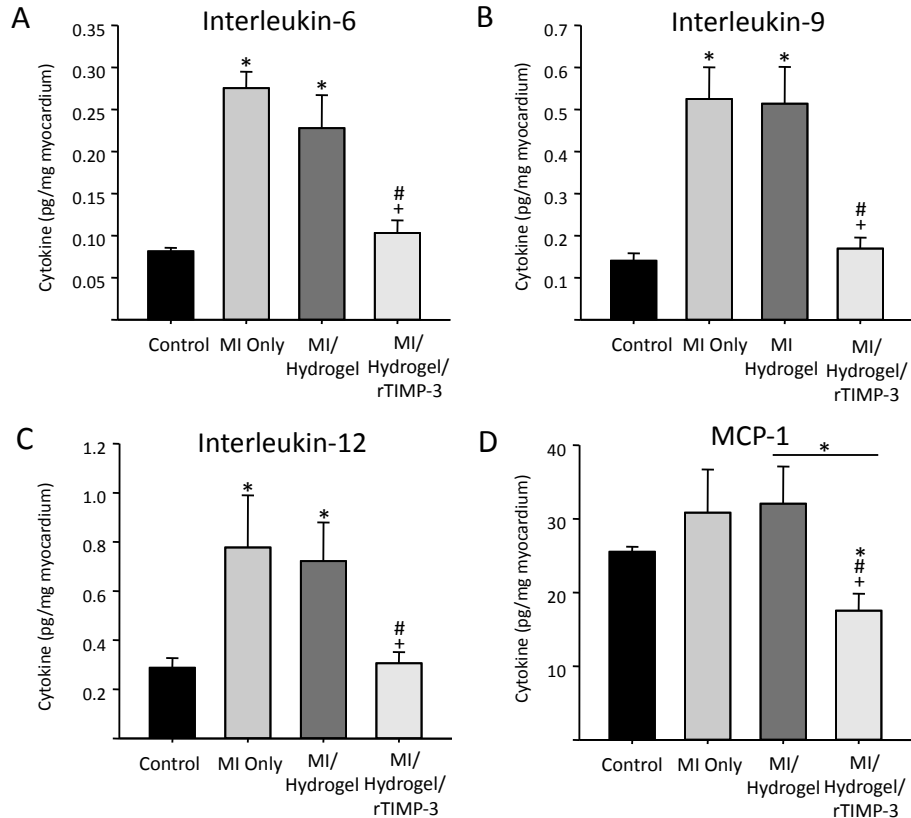 A
Interleukin-6
Cytokine (pg/mg myocardium)
0.35
0.30
0.25
0.20
0.15
0.10
0.05
*
*
#
+
Control
MI Only
MI/
Hydrogel
MI/
Hydrogel/
rTIMP-3
B
Interleukin-9
Cytokine (pg/mg myocardium)
0.7
0.6
0.5
0.4
0.3
0.2
0.1
*
*
#
+
Control
MI Only
MI
Hydrogel
MI/
Hydrogel/
rTIMP-3
C
Interleukin-12
Cytokine (pg/mg myocardium)
1.2
1.0
0.8
0.6
0.4
0.2
*
*
#
+
Control
MI Only
MI/
Hydrogel
MI/
Hydrogel/
rTIMP-3
D
MCP-1
Cytokine (pg/mg myocardium)
40
30
20
10
*
*
#
+
Control
MI Only
MI/
Hydrogel
MI/
Hydrogel/
rTIMP-3